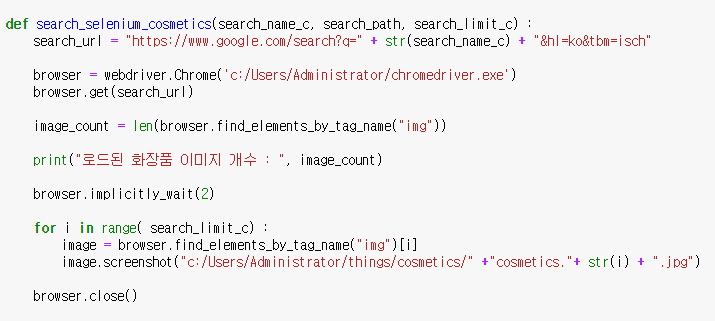 def search_selenium_cosmetics(search_name_c, search_path, search_limit_c) :
    search_url = "https://www.google.com/search?q=" + str(search_name_c) + "&hl=ko&tbm=isch"

    browser = webdriver.Chrome('c:/Users/Administrator/chromedriver.exe')
    browser.get(search_url)

    image_count = len(browser.find_elements_by_tag_name("img"))

    print("로드된 화장품 이미지 개수 : ", image_count)

    browser.implicitly_wait(2)

    for i in range( search_limit_c) :
        image = browser.find_elements_by_tag_name("img")[i]
        image.screenshot("c:/Users/Administrator/things/cosmetics/" +"cosmetics."+ str(i) + ".jpg")

    browser.close()